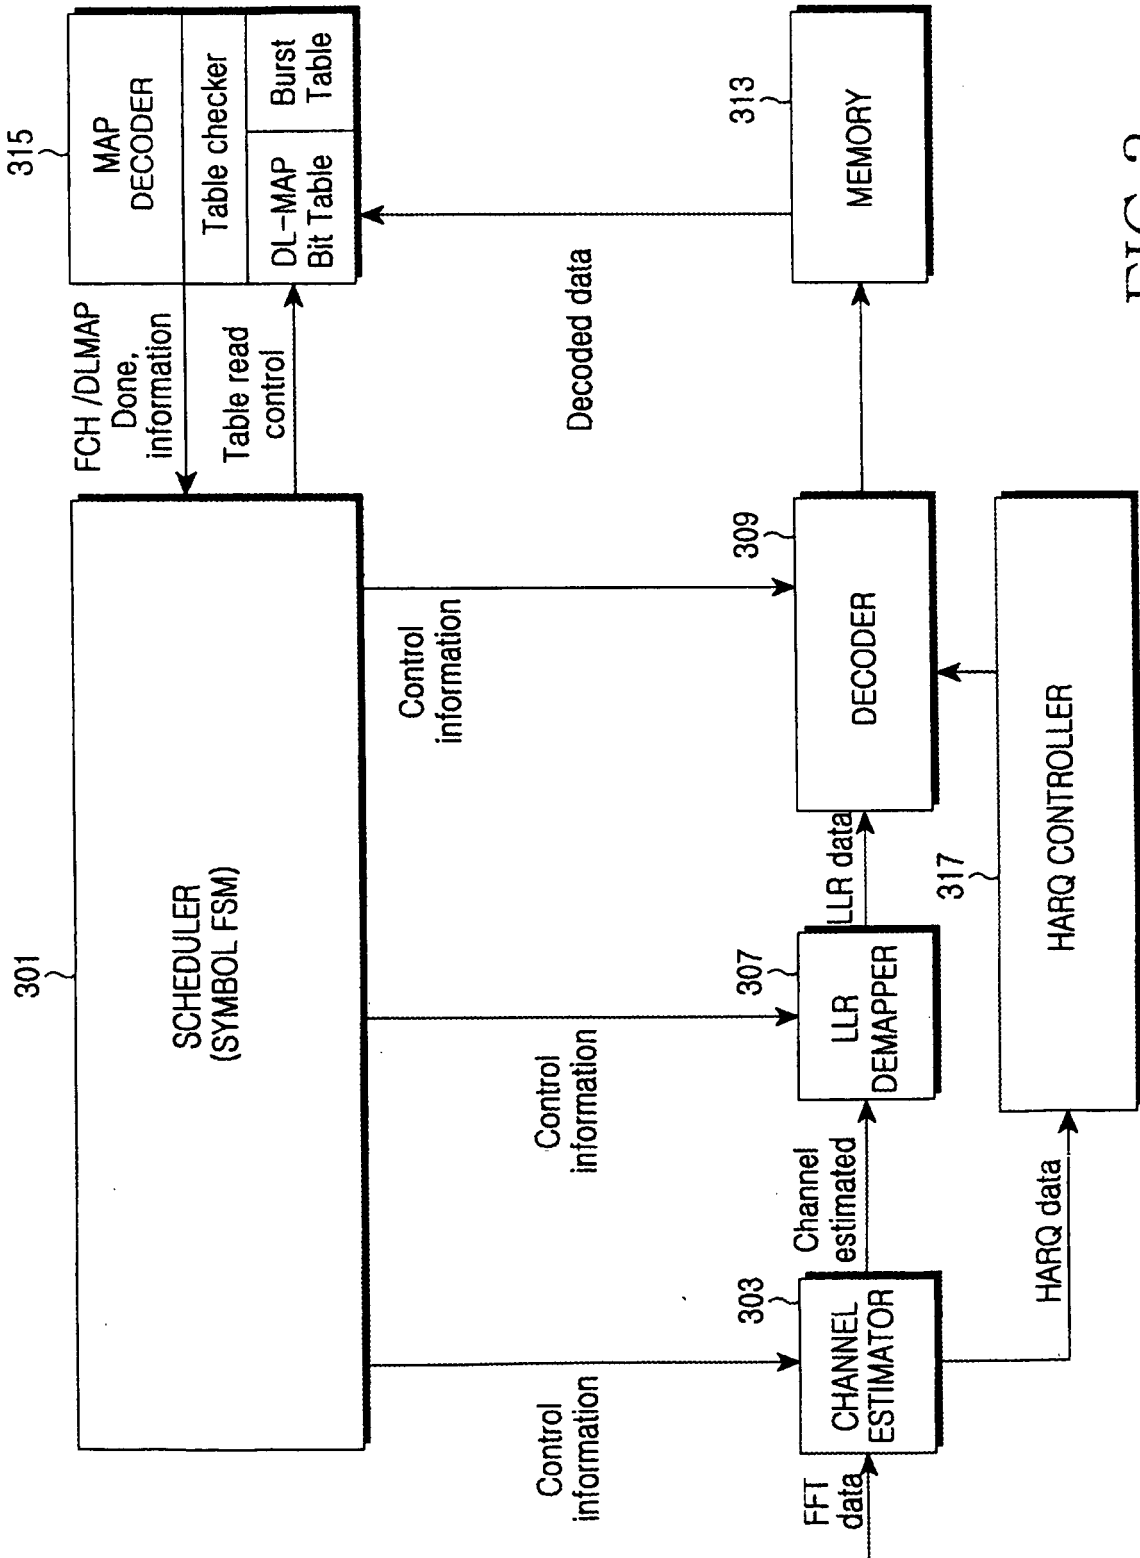 301
SCHEDULER
(SYMBOL FSM)
315
MAP
DECODER
Table checker
DL-MAP
Bit Table
Burst
Table
FCH /DLMAP
Done,
information
Table read
control
Control
information
Control
information
Control
information
Decoded data
FFT
data
303
CHANNEL
ESTIMATOR
Channel
estimated
307
LLR
DEMAPPER
LLR data
309
DECODER
313
MEMORY
HARQ data
317
HARQ CONTROLLER